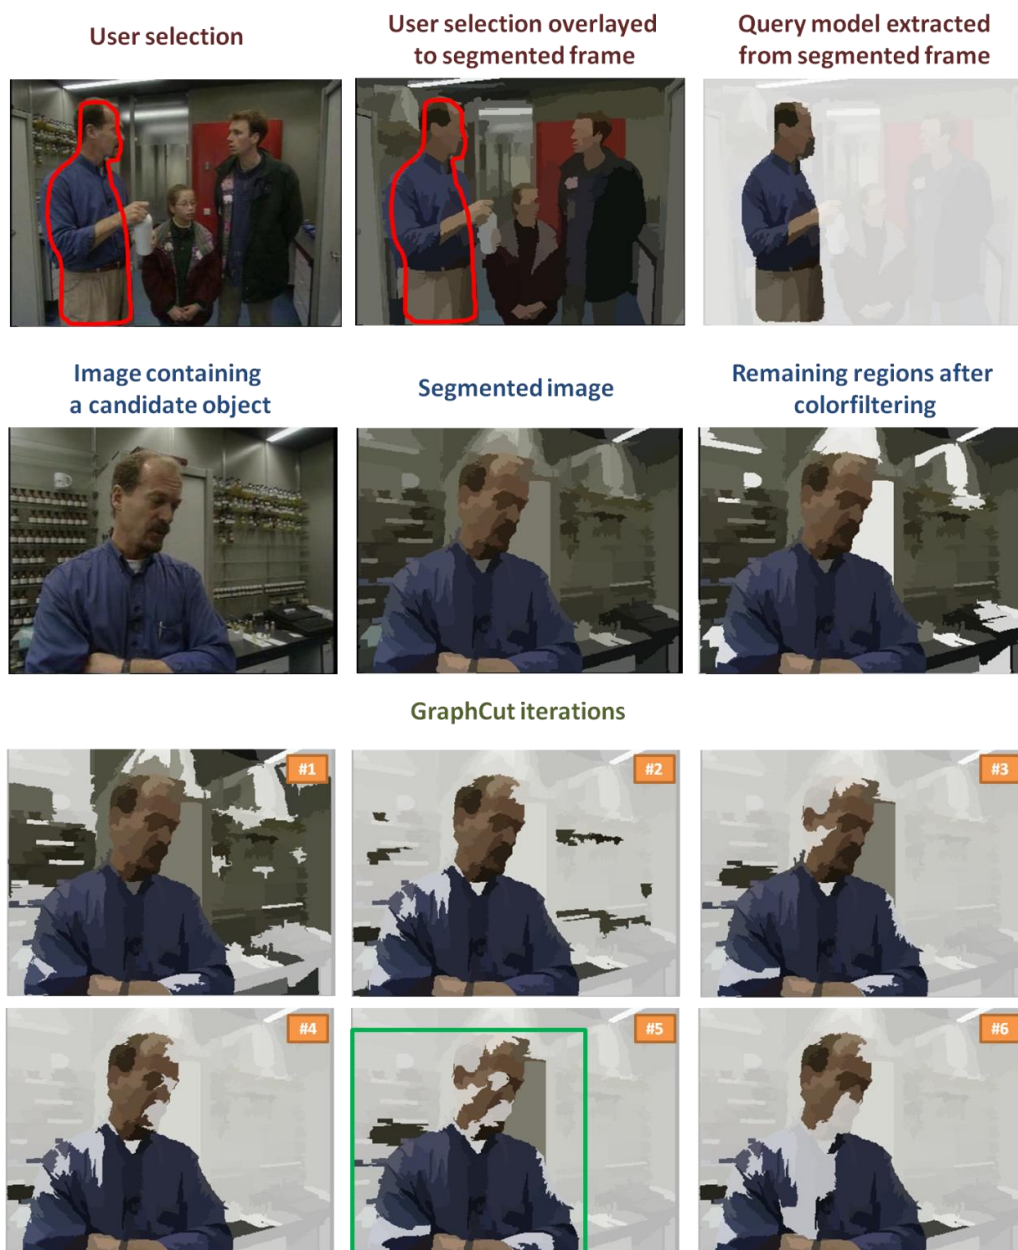 User selection
User selection overlayed
to segmented frame
Query model extracted
from segmented frame
Image containing
a candidate object
Segmented image
Remaining regions after
colorfiltering
GraphCut iterations
#1
#2
#3
#4
#5
#6